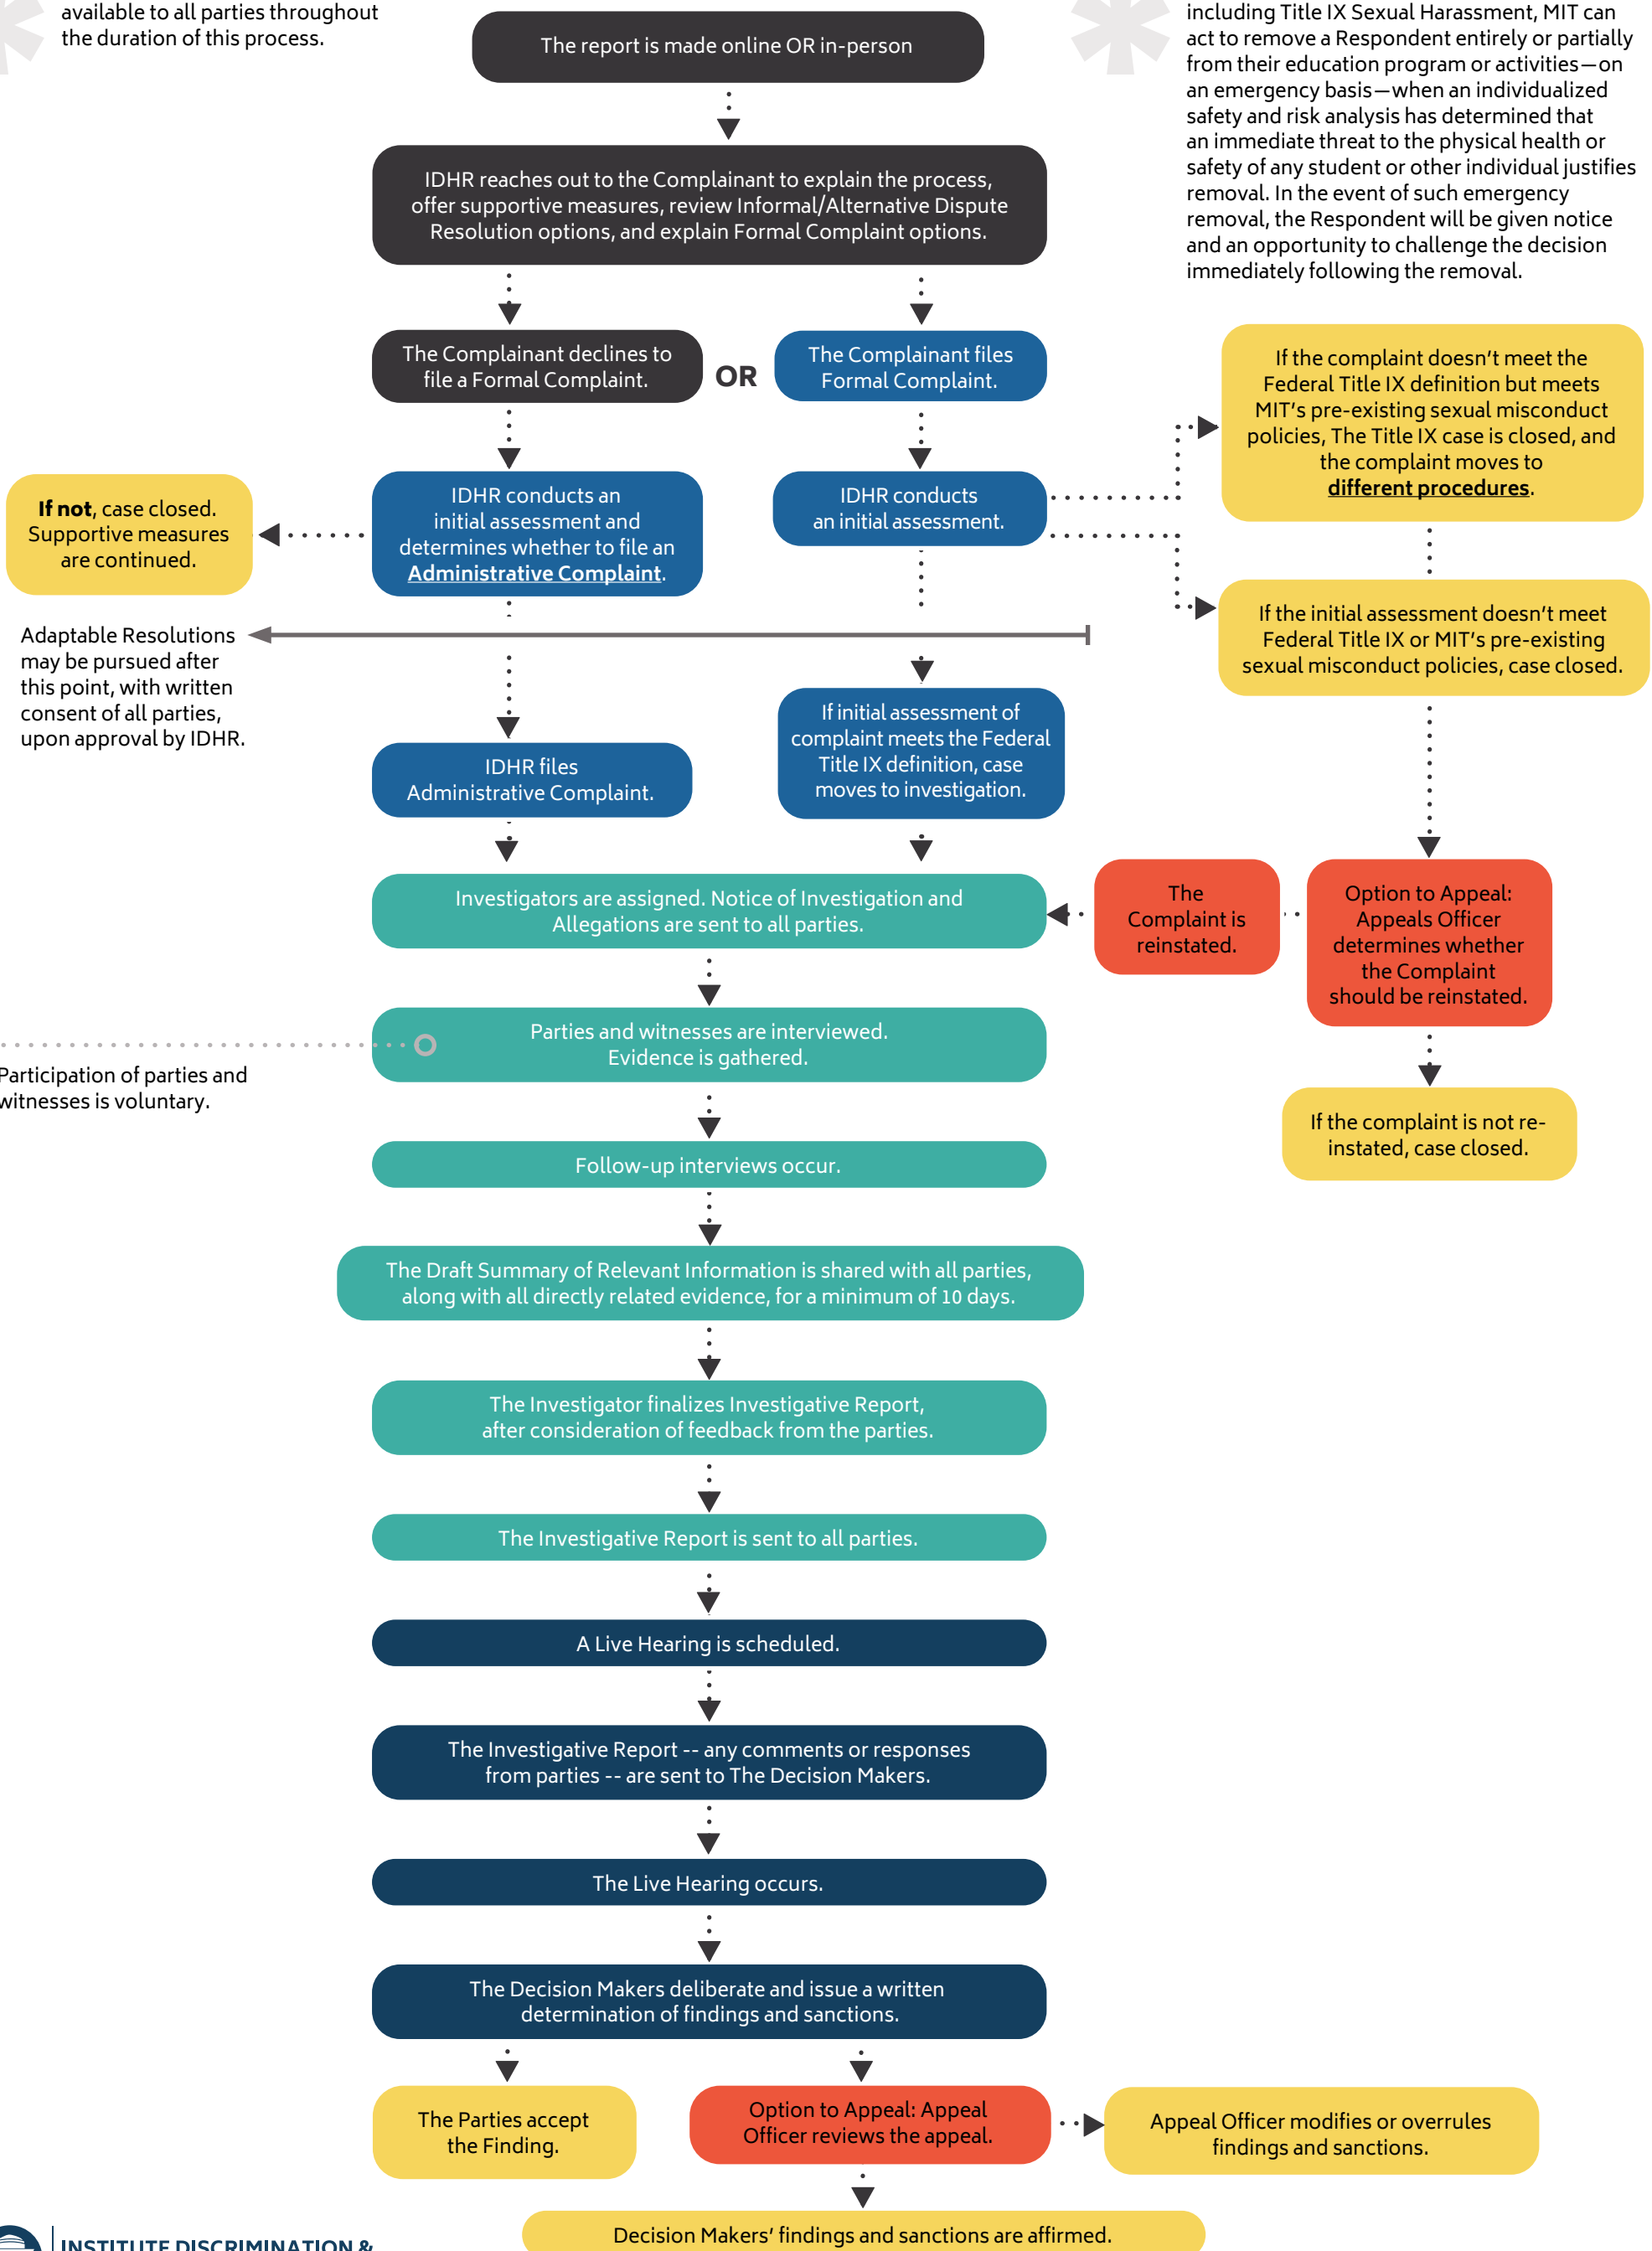 available to all parties throughout
the duration of this process.
The report is made online OR in-person
including Title IX Sexual Harassment, MIT can
act to remove a Respondent entirely or partially
from their education program or activities—on
an emergency basis—when an individualized
safety and risk analysis has determined that
an immediate threat to the physical health or
safety of any student or other individual justifies
removal. In the event of such emergency
removal, the Respondent will be given notice
and an opportunity to challenge the decision
immediately following the removal.
IDHR reaches out to the Complainant to explain the process,
offer supportive measures, review Informal/Alternative Dispute
Resolution options, and explain Formal Complaint options.
The Complainant declines to
file a Formal Complaint.
OR
The Complainant files
Formal Complaint.
If the complaint doesn't meet the
Federal Title IX definition but meets
MIT's pre-existing sexual misconduct
policies, The Title IX case is closed, and
the complaint moves to
different procedures.
If not, case closed.
Supportive measures
are continued.
IDHR conducts an
initial assessment and
determines whether to file an
Administrative Complaint.
IDHR conducts
an initial assessment.
If the initial assessment doesn't meet
Federal Title IX or MIT's pre-existing
sexual misconduct policies, case closed.
Adaptable Resolutions
may be pursued after
this point, with written
consent of all parties,
upon approval by IDHR.
IDHR files
Administrative Complaint.
If initial assessment of
complaint meets the Federal
Title IX definition, case
moves to investigation.
Investigators are assigned. Notice of Investigation and
Allegations are sent to all parties.
The
Complaint is
reinstated.
Option to Appeal:
Appeals Officer
determines whether
the Complaint
should be reinstated.
Parties and witnesses are interviewed.
Evidence is gathered.
Participation of parties and
witnesses is voluntary.
If the complaint is not re-
instated, case closed.
Follow-up interviews occur.
The Draft Summary of Relevant Information is shared with all parties,
along with all directly related evidence, for a minimum of 10 days.
The Investigator finalizes Investigative Report,
after consideration of feedback from the parties.
The Investigative Report is sent to all parties.
A Live Hearing is scheduled.
The Investigative Report -- any comments or responses
from parties -- are sent to The Decision Makers.
The Live Hearing occurs.
The Decision Makers deliberate and issue a written
determination of findings and sanctions.
The Parties accept
the Finding.
Option to Appeal: Appeal
Officer reviews the appeal.
Appeal Officer modifies or overrules
findings and sanctions.
Decision Makers' findings and sanctions are affirmed.
INSTITUTE DISCRIMINATION &